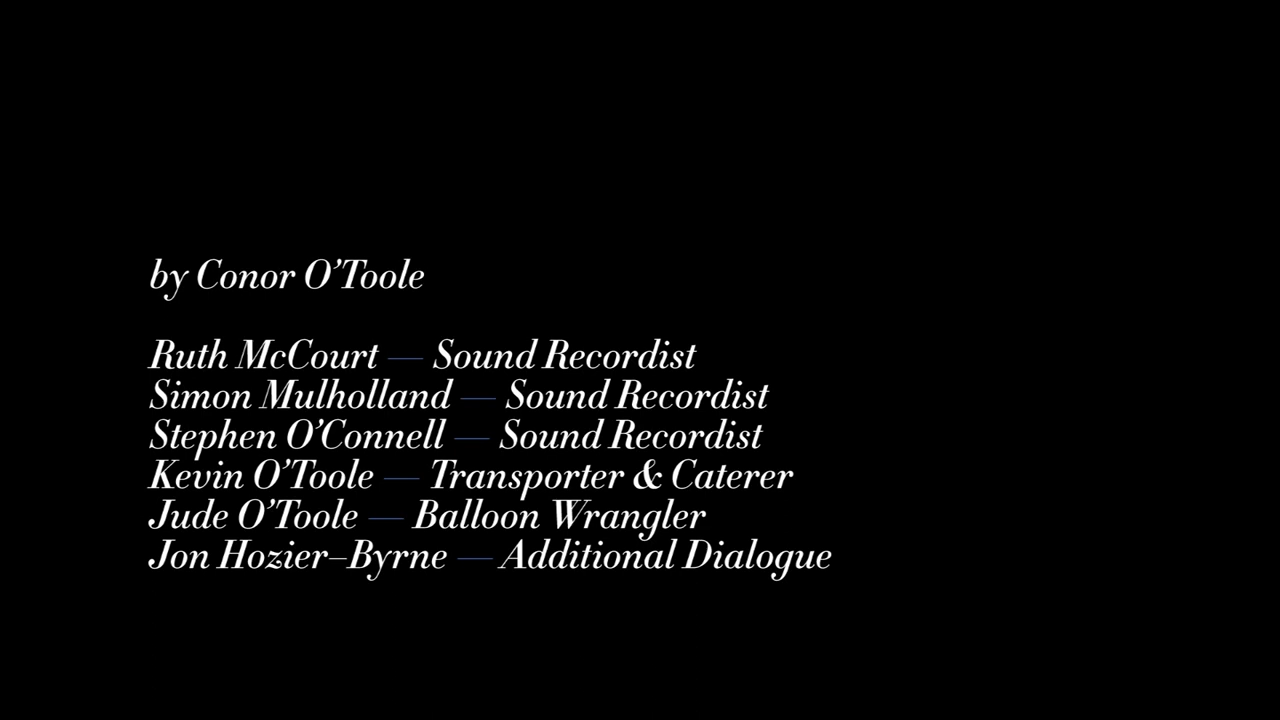 by Conor O’Toole
Ruth McCourt — Sound Recordist
Simon Mulholland — Sound Recordist
Stephen O’Connell — Sound Recordist
Kevin O’Toole — Transporter & Caterer
Jude O’Toole — Balloon Wrangler
Jon Hozier–Byrne — Additional Dialogue